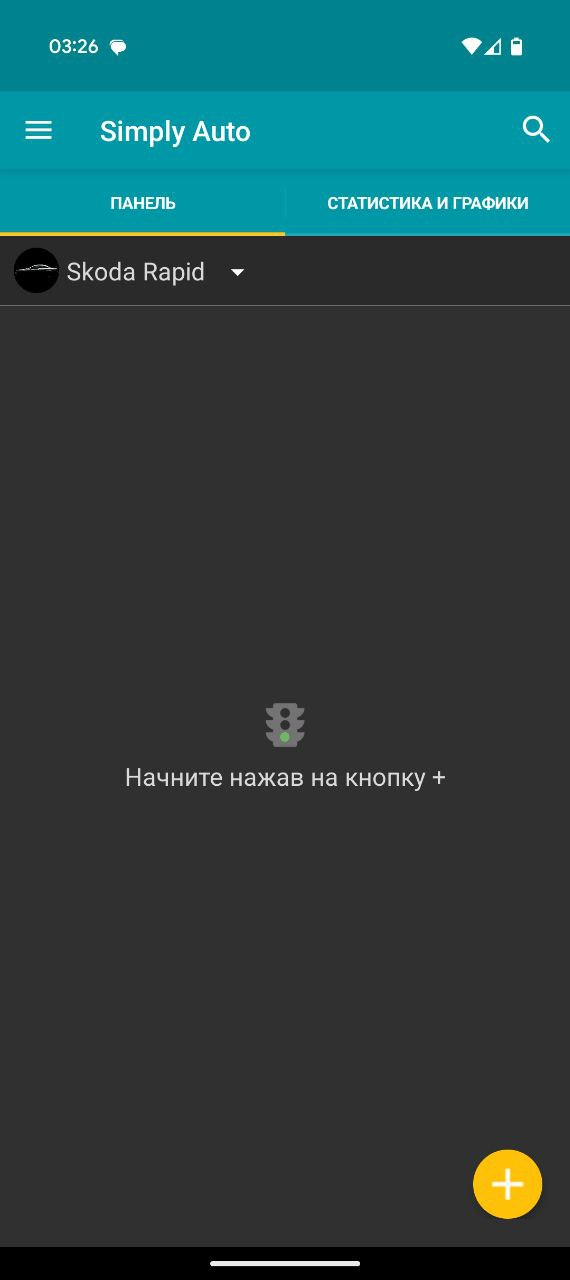 03:26
Simply Auto
ПАНЕЛЬ
СТАТИСТИКА И ГРАФИКИ
Skoda Rapid
Начните нажав на кнопку +